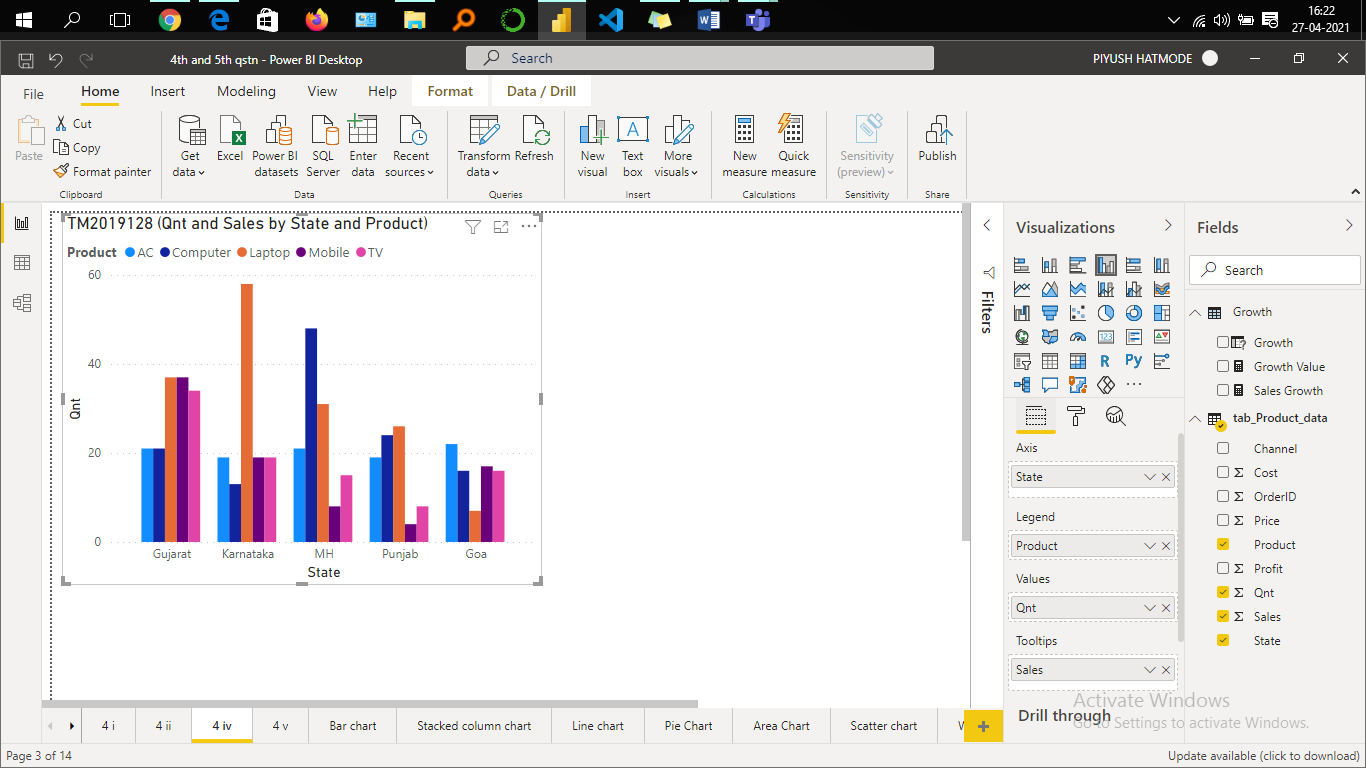 16:22
27-04-2021
4th and 5th qstn - Power BI Desktop
Search
PIYUSH HATMODE
File
Home
Insert
Modeling
View
Help
Format
Data / Drill
Paste
Cut
Copy
Format painter
Clipboard
Get data
Excel
Power BI datasets
SQL Server
Enter data
Recent sources
Data
Transform data
Refresh
Queries
New visual
Text box
More visuals
Insert
New measure
Quick measure
Calculations
Sensitivity (preview)
Sensitivity
Publish
Share
TM2019128 (Qnt and Sales by State and Product)
Product AC Computer Laptop Mobile TV
60
40
20
0
Qnt
Gujarat Karnataka MH Punjab Goa
State
Filters
Visualizations
123
R
Py
Axis
State
Legend
Product
Values
Qnt
Tooltips
Sales
Drill through
Fields
Search
Growth
Growth
Growth Value
Sales Growth
tab_Product_data
Channel
Cost
OrderID
Price
Product
Profit
Qnt
Sales
State
Activate Windows
Go to Settings to activate Windows.
4 i
4 ii
4 iv
4 v
Bar chart
Stacked column chart
Line chart
Pie Chart
Area Chart
Scatter chart
Page 3 of 14
Update available (click to download)